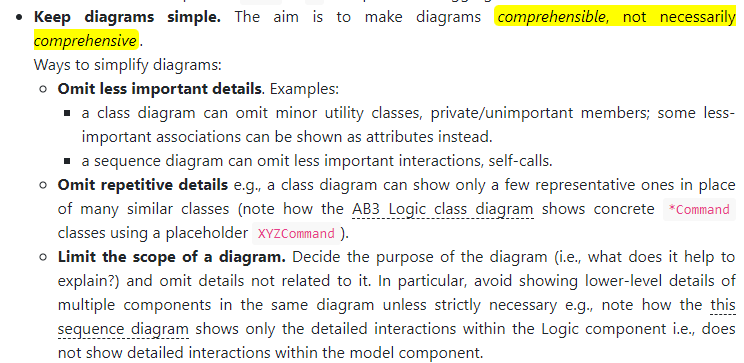 Keep diagrams simple. The aim is to make diagrams comprehensible, not necessarily
comprehensive.
Ways to simplify diagrams:
Omit less important details. Examples:
a class diagram can omit minor utility classes, private/unimportant members; some less-
important associations can be shown as attributes instead.
a sequence diagram can omit less important interactions, self-calls.
Omit repetitive details e.g., a class diagram can show only a few representative ones in place
of many similar classes (note how the AB3 Logic class diagram shows concrete *Command
classes using a placeholder XYZCommand ).
Limit the scope of a diagram. Decide the purpose of the diagram (i.e., what does it help to
explain?) and omit details not related to it. In particular, avoid showing lower-level details of
multiple components in the same diagram unless strictly necessary e.g., note how the this
sequence diagram shows only the detailed interactions within the Logic component i.e., does
not show detailed interactions within the model component.